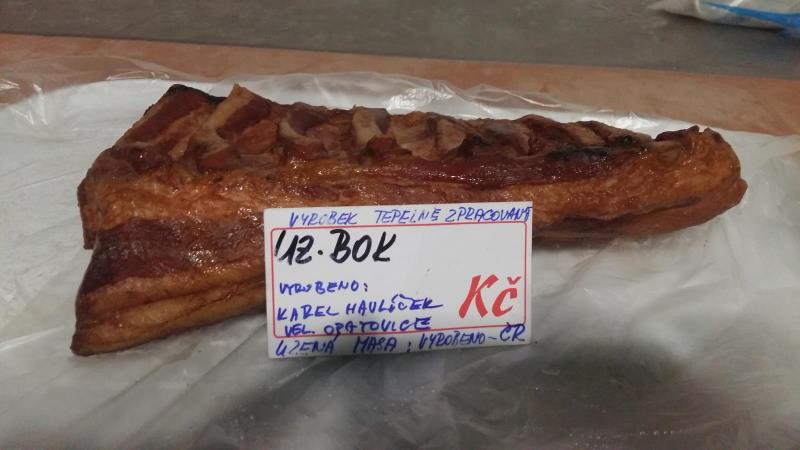 VÝROBEK TEPELNĚ ZPRACOVANÝ
UZ. BOK
VYROBENO:
KAREL HAVLÍČEK
VEL. OPATOVICE
Kč
UZENÁ MASA; VYROBENO-ČR